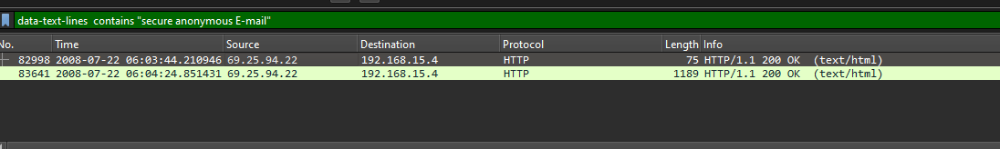 data-text-lines  contains "secure anonymous E-mail"
No. Time Source Destination Protocol Length Info
82998 2008-07-22 06:03:44.210946 69.25.94.22 192.168.15.4 HTTP 75 HTTP/1.1 200 OK  (text/html)
83641 2008-07-22 06:04:24.851431 69.25.94.22 192.168.15.4 HTTP 1189 HTTP/1.1 200 OK  (text/html)